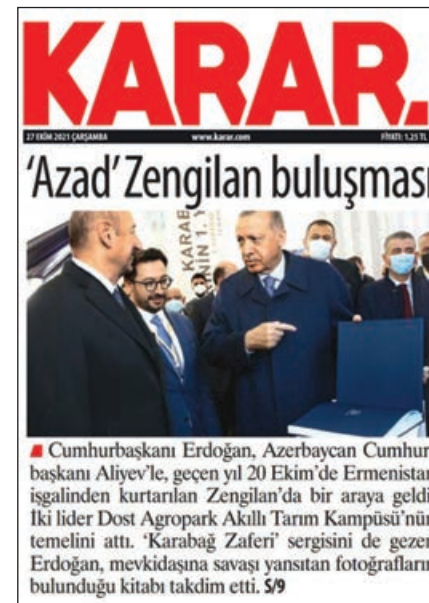 KARAR.
27 EKİM 2021 ÇARŞAMBA www.karar.com FİYATI: 1,25 TL
'Azad' Zengilan buluşması
KARAB
NIN 1. Y
Cumhurbaşkanı Erdoğan, Azerbaycan Cumhur
başkanı Aliyev'le, geçen yıl 20 Ekim'de Ermenistan
işgalinden kurtarılan Zengilan'da bir araya geldi
İki lider Dost Agropark Akıllı Tarım Kampüsü'nün
temelini attı. 'Karabağ Zaferi' sergisini de gezen
Erdoğan, mevkidaşına savaşı yansıtan fotoğrafların
bulunduğu kitabı takdim etti. S/9